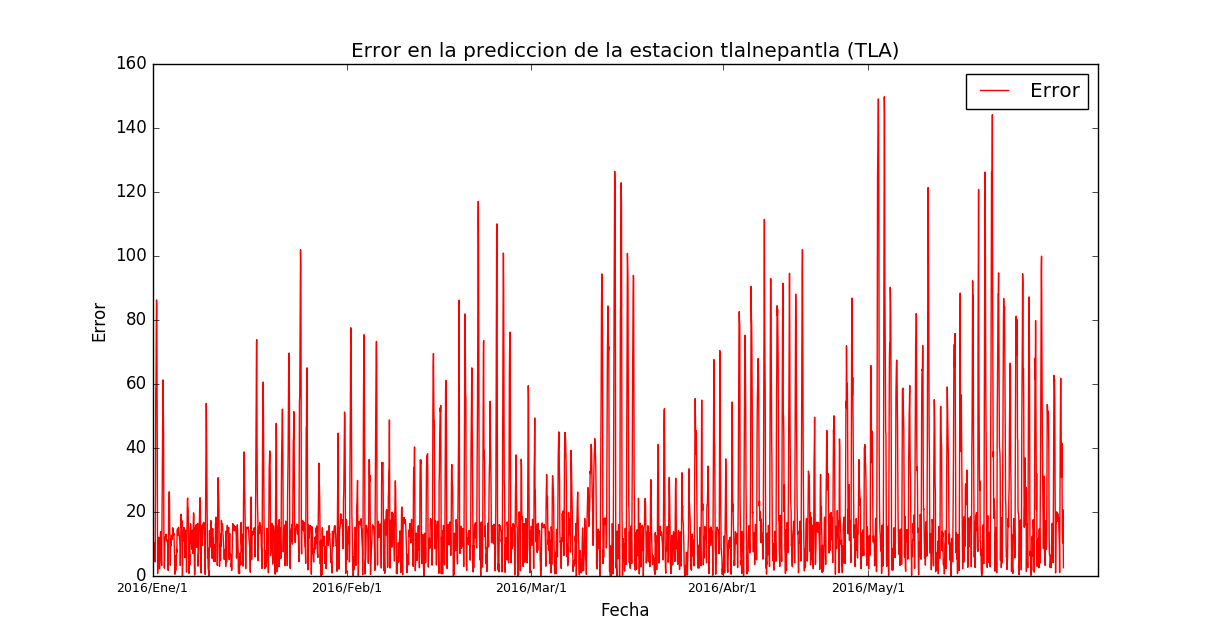 Error en la prediccion de la estacion tlalnepantla (TLA)
160
140
120
100
80
60
40
20
0
Error
Error
2016/Ene/1 2016/Feb/1 2016/Mar/1 2016/Abr/1 2016/May/1
Fecha